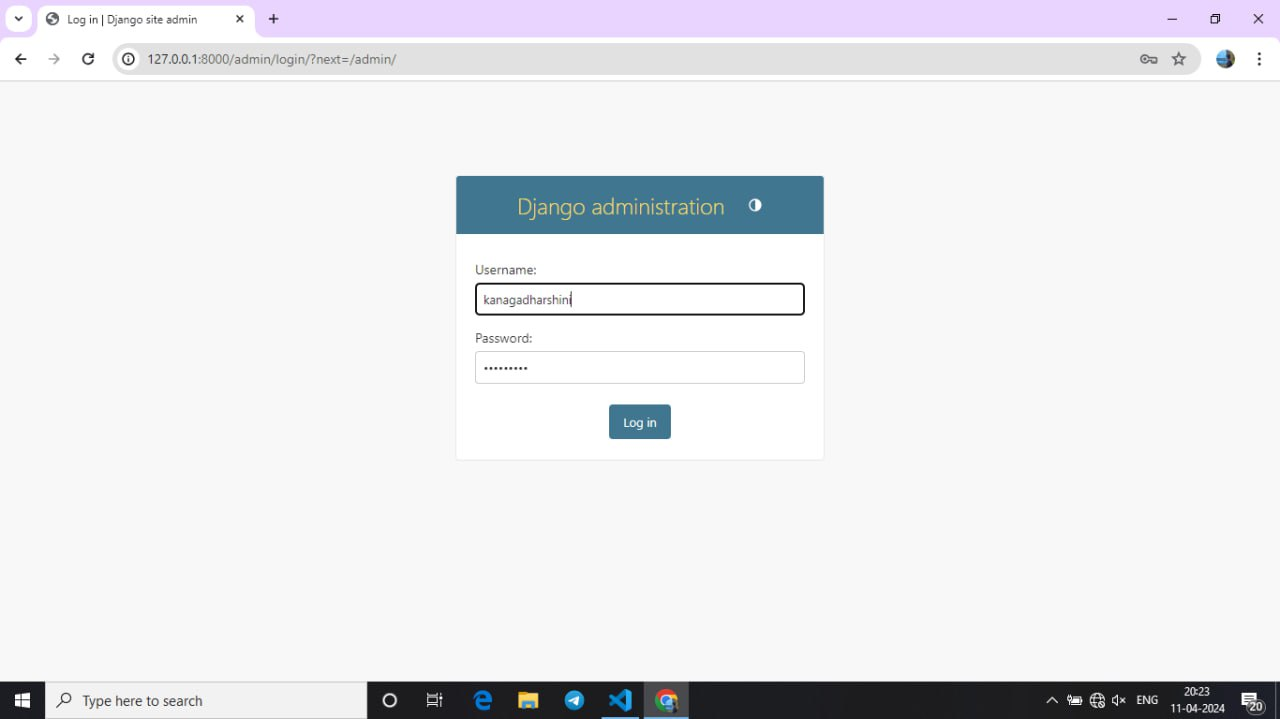 Log in | Django site admin
127.0.0.1:8000/admin/login/?next=/admin/
Django administration
Username:
kanagadharshini
Password:
•••••••••
Log in
Type here to search
ENG
20:23
11-04-2024
20